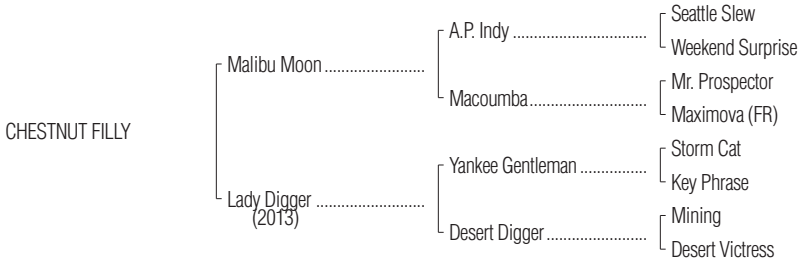 Seattle Slew
A.P. Indy ..................................
Weekend Surprise
Malibu Moon .........................
Mr. Prospector
Macoumba..............................
Maximova (FR)
CHESTNUT FILLY
Storm Cat
Yankee Gentleman .................
Key Phrase
Lady Digger ...........................
(2013)
Mining
Desert Digger .........................
Desert Victress